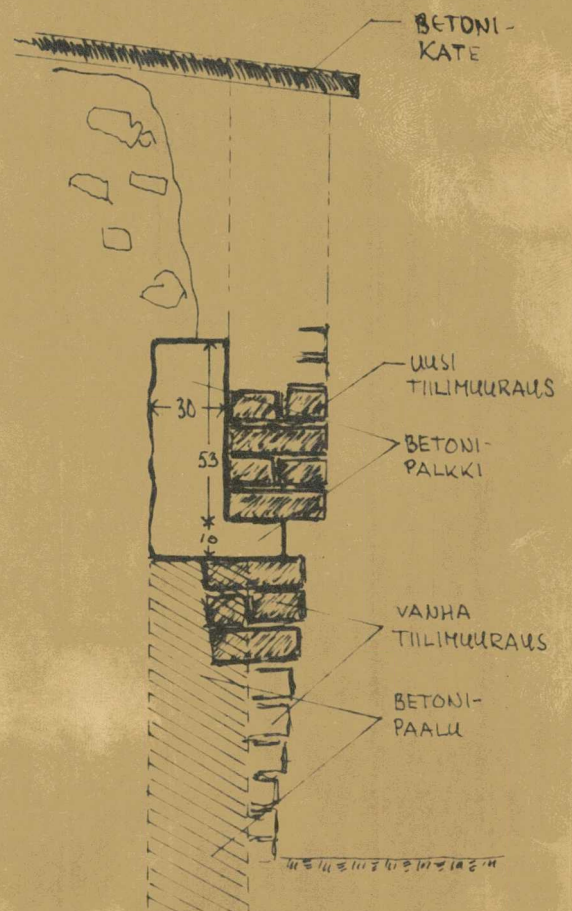 BETONI-
KATE
UUSI
TIILIMUURAUS
30
BETONI-
PALKKI
53
10
VANHA
TIILIMUURAUS
BETONI-
PAALU